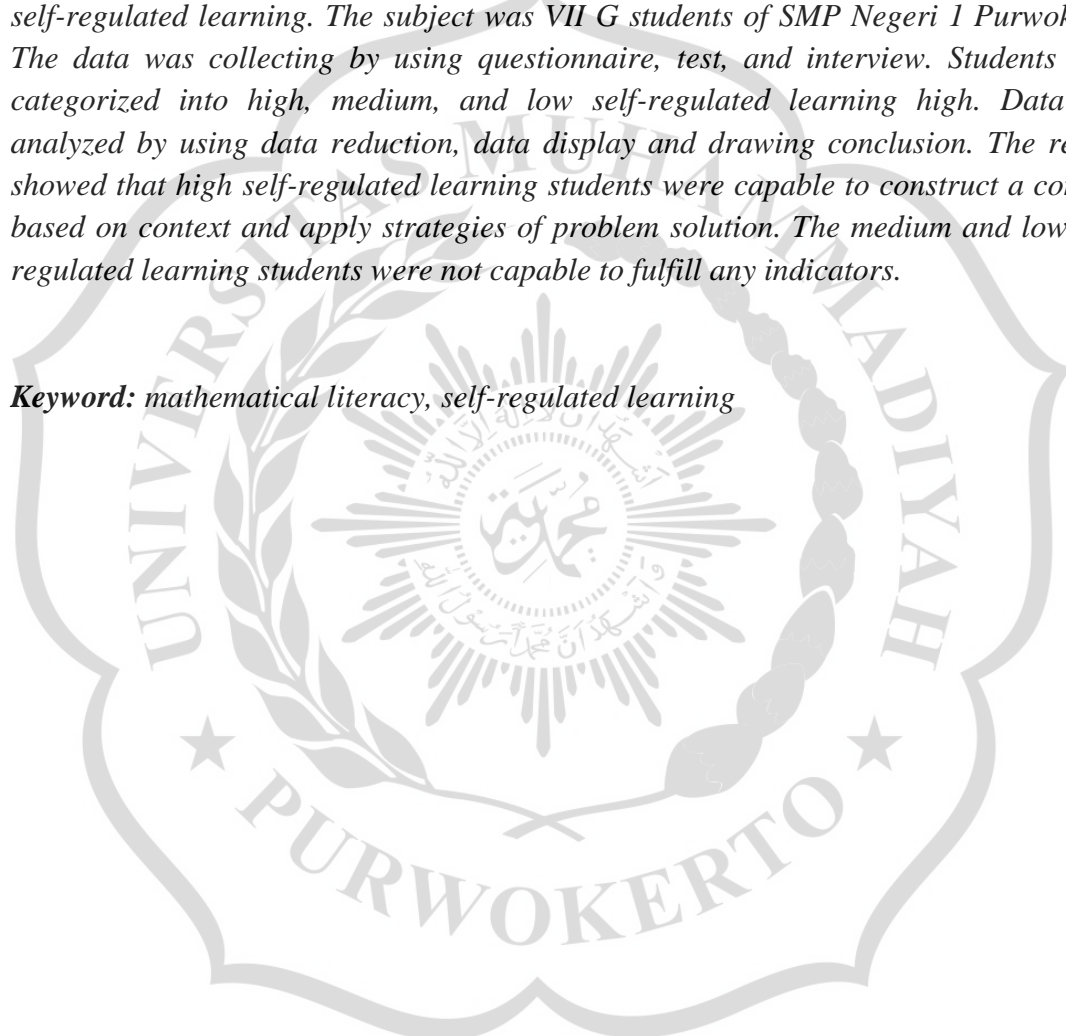 self-regulated learning. The subject was VII G students of SMP Negeri 1 Purwok
The data was collecting by using questionnaire, test, and interview. Students
categorized into high, medium, and low self-regulated learning high. Data
analyzed by using data reduction, data display and drawing conclusion. The re
showed that high self-regulated learning students were capable to construct a co
based on context and apply strategies of problem solution. The medium and low
regulated learning students were not capable to fulfill any indicators.
Keyword: mathematical literacy, self-regulated learning
UNIVERSITAS MUHAMMADIYAH
PURWOKERTO